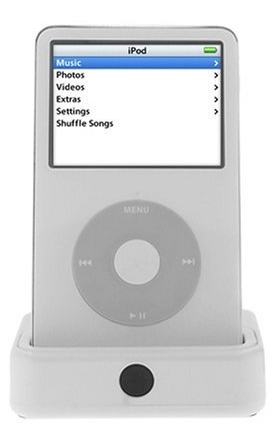 iPod
Music
Photos
Videos
Extras
Settings
Shuffle Songs
MENU